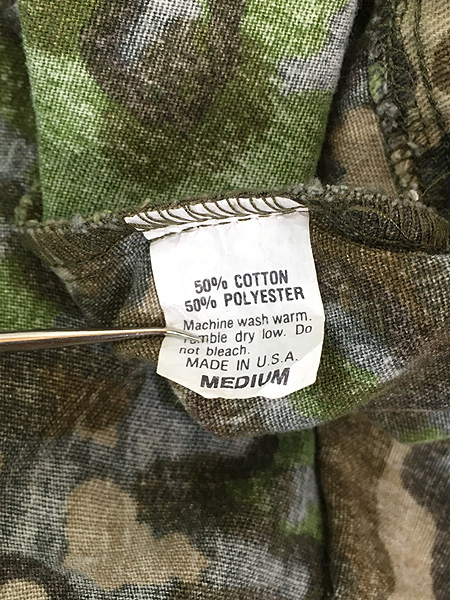 50% COTTON
50% POLYESTER
Machine wash warm.
Tumble dry low. Do
not bleach.
MADE IN U.S.A.
MEDIUM